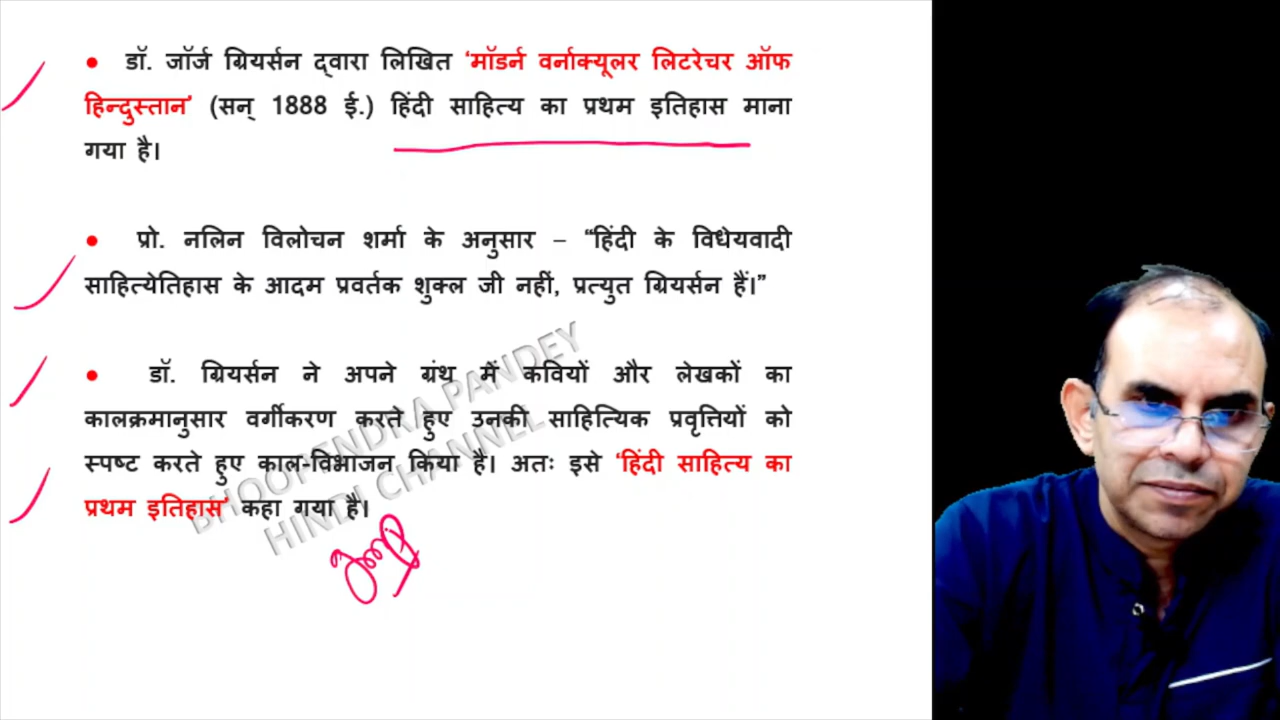 • डॉ. जॉर्ज ग्रियर्सन द्वारा लिखित ‘मॉडर्न वर्नाक्यूलर लिटरेचर ऑफ
हिन्दुस्तान’ (सन् 1888 ई.) हिंदी साहित्य का प्रथम इतिहास माना
गया है।
• प्रो. नलिन विलोचन शर्मा के अनुसार – “हिंदी के विधेयवादी
साहित्येतिहास के आदम प्रवर्तक शुक्ल जी नहीं, प्रत्युत ग्रियर्सन हैं।”
• डॉ. ग्रियर्सन ने अपने ग्रंथ में कवियों और लेखकों का
कालक्रमानुसार वर्गीकरण करते हुए उनकी साहित्यिक प्रवृत्तियों को
स्पष्ट करते हुए काल-विभाजन किया है। अतः इसे ‘हिंदी साहित्य का
प्रथम इतिहास’ कहा गया है।
BHOOPENDRA PANDEY
HINDI CHANNEL